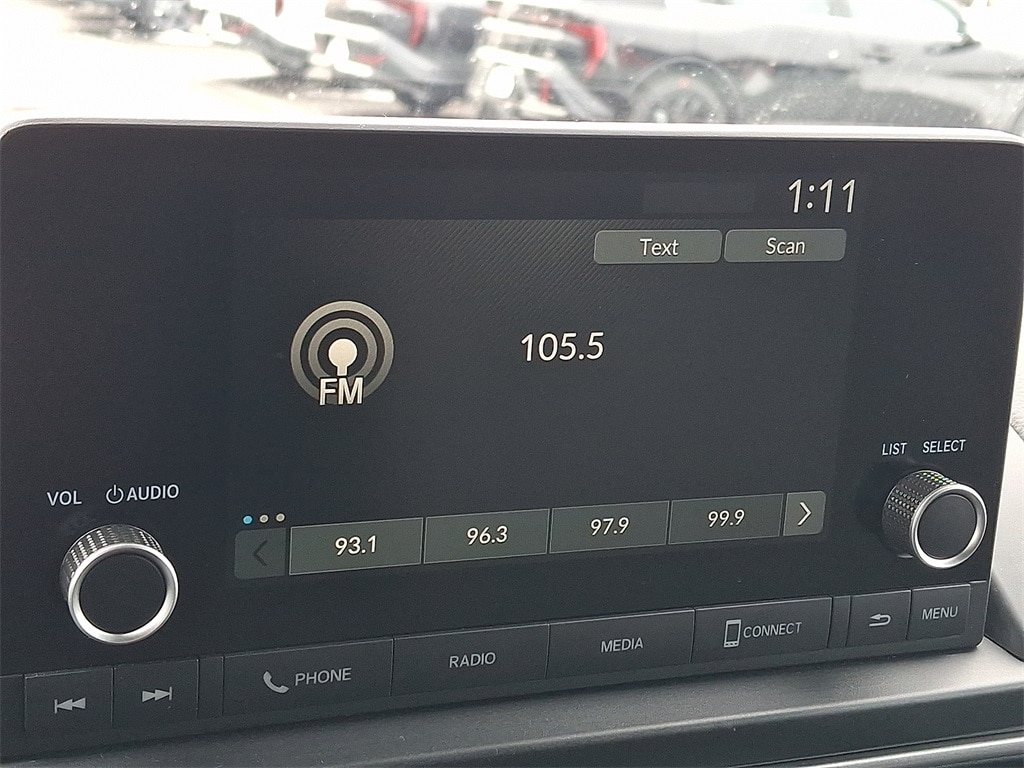 1:11
Text Scan
FM
105.5
LIST SELECT
VOL AUDIO
93.1 96.3 97.9 99.9
PHONE RADIO MEDIA CONNECT MENU